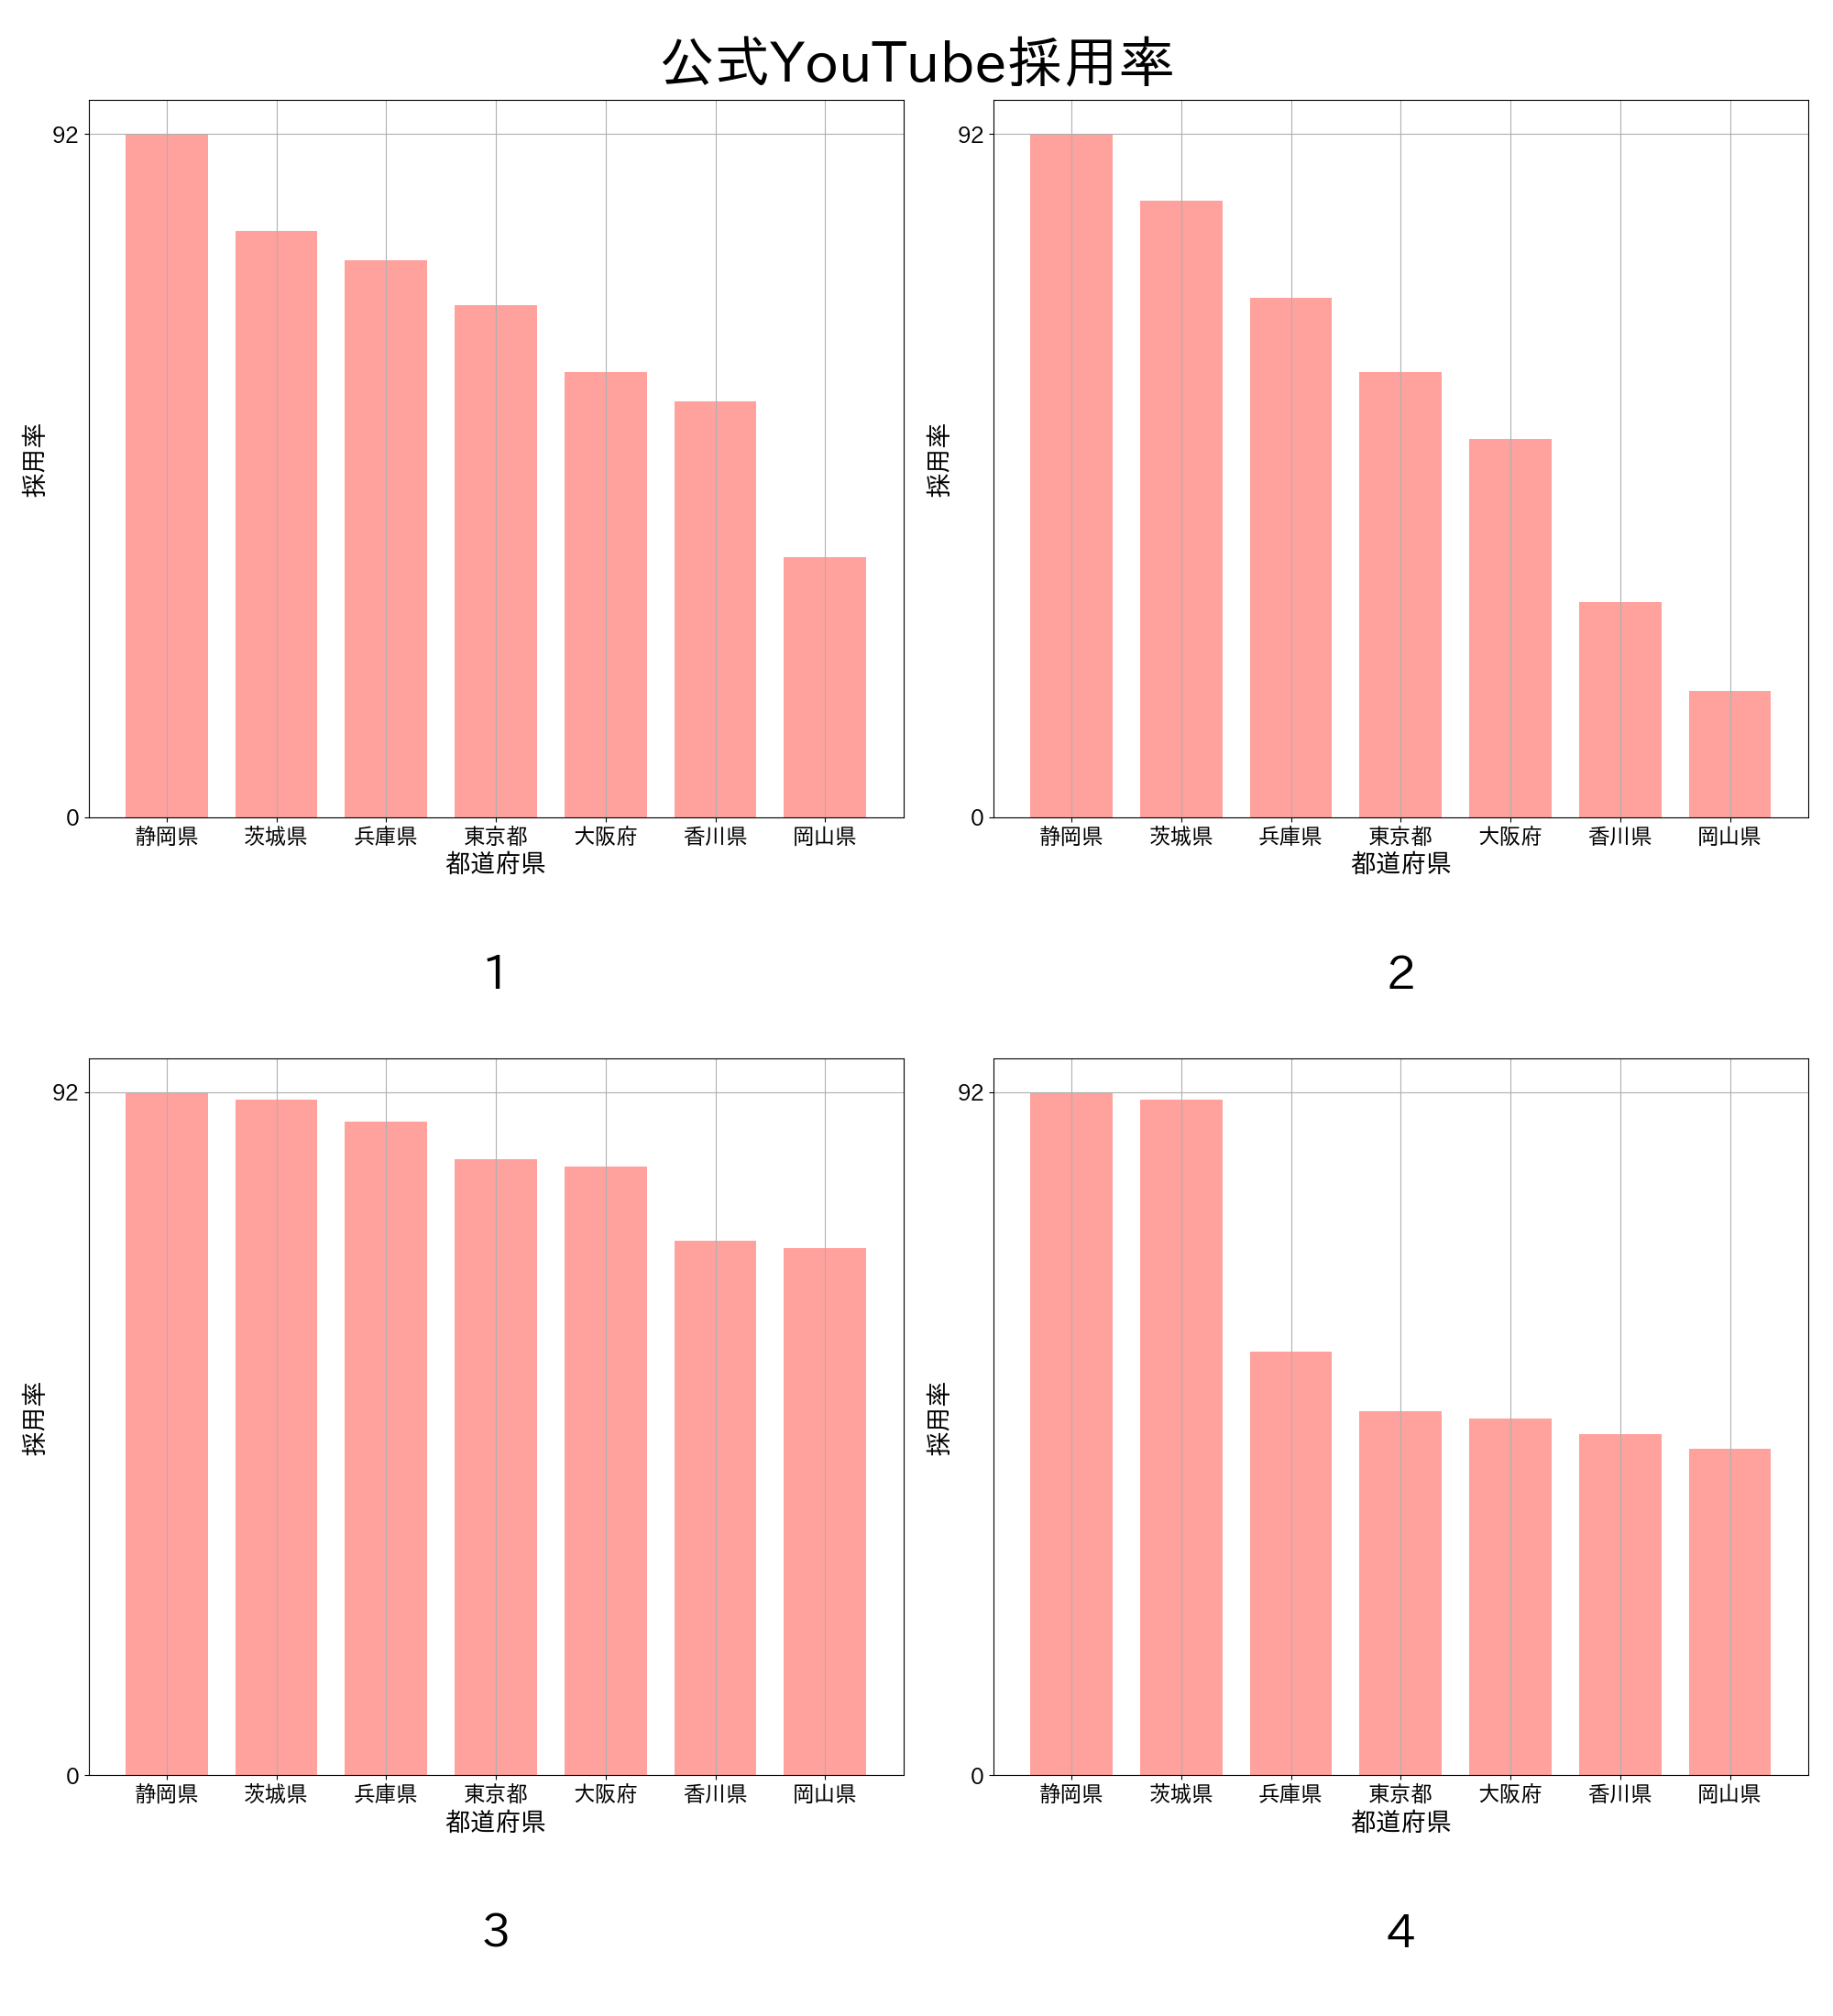 公式YouTube採用率
92
0
採用率
静岡県 茨城県 兵庫県 東京都 大阪府 香川県 岡山県
都道府県
1
92
0
採用率
静岡県 茨城県 兵庫県 東京都 大阪府 香川県 岡山県
都道府県
2
92
0
採用率
静岡県 茨城県 兵庫県 東京都 大阪府 香川県 岡山県
都道府県
3
92
0
採用率
静岡県 茨城県 兵庫県 東京都 大阪府 香川県 岡山県
都道府県
4